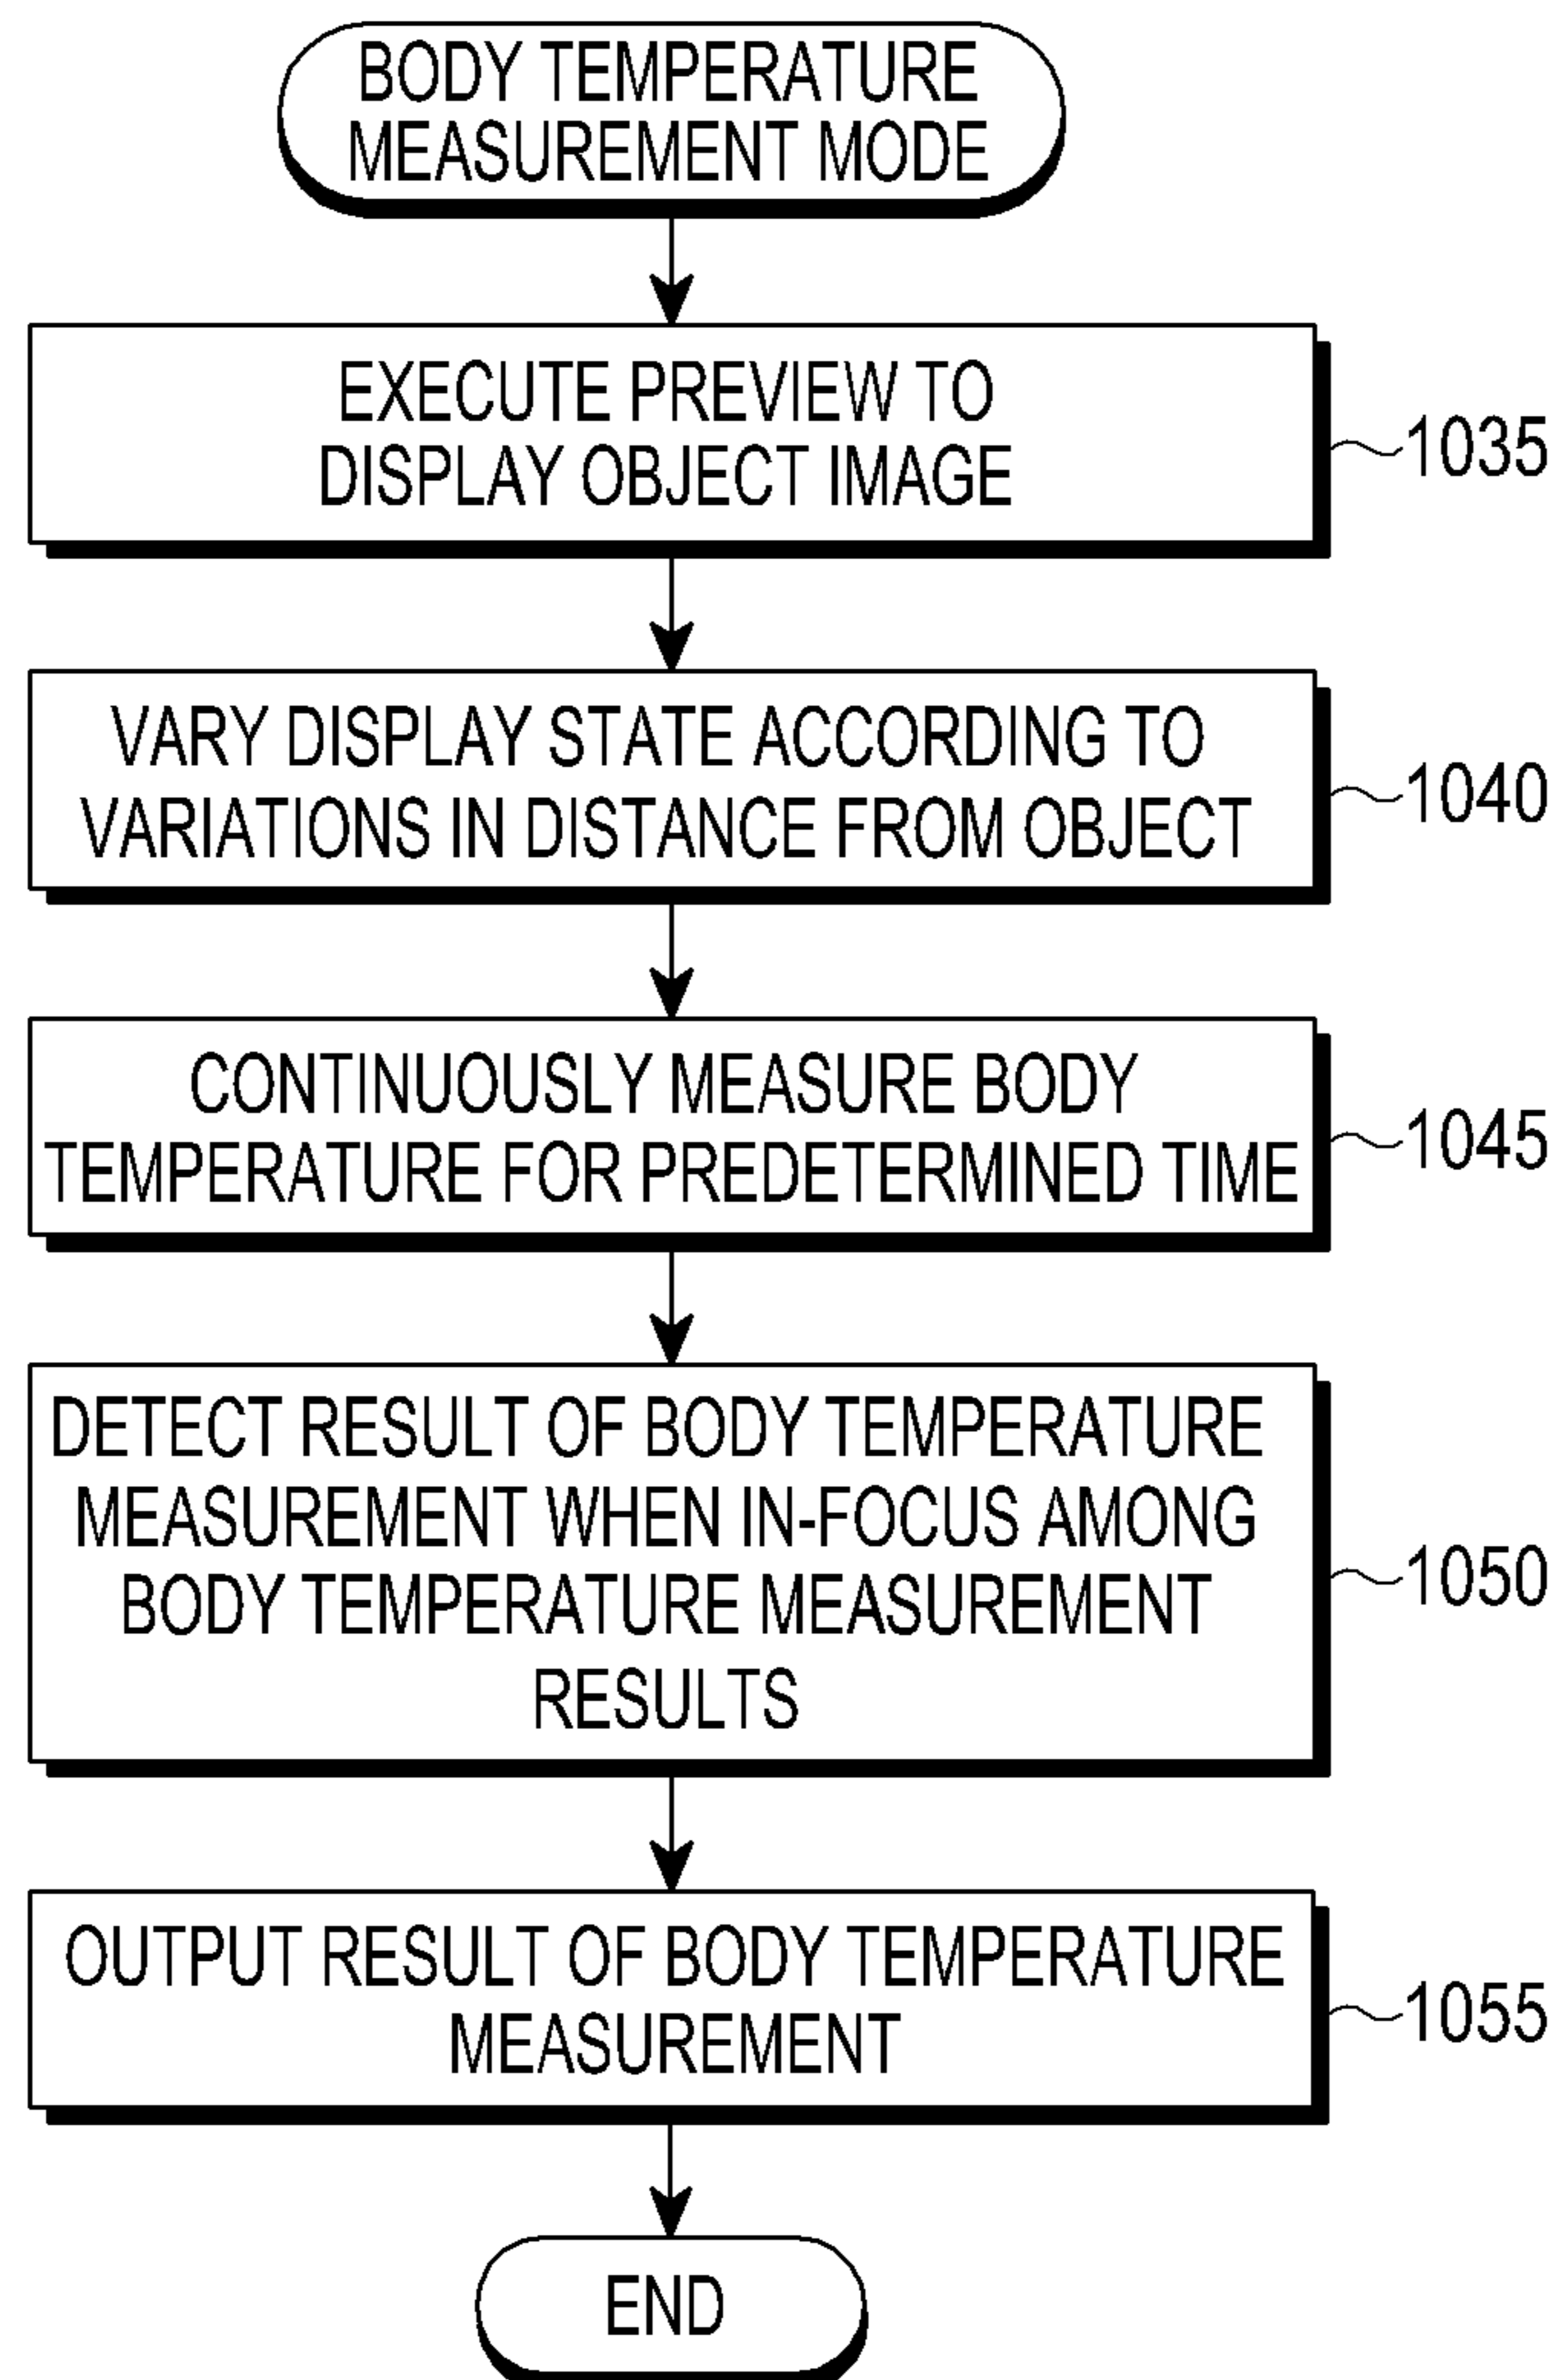 BODY TEMPERATURE
MEASUREMENT MODE
EXECUTE PREVIEW TO
DISPLAY OBJECT IMAGE
1035
VARY DISPLAY STATE ACCORDING TO
VARIATIONS IN DISTANCE FROM OBJECT
1040
CONTINUOUSLY MEASURE BODY
TEMPERATURE FOR PREDETERMINED TIME
1045
DETECT RESULT OF BODY TEMPERATURE
MEASUREMENT WHEN IN-FOCUS AMONG
BODY TEMPERATURE MEASUREMENT
RESULTS
1050
OUTPUT RESULT OF BODY TEMPERATURE
MEASUREMENT
1055
END